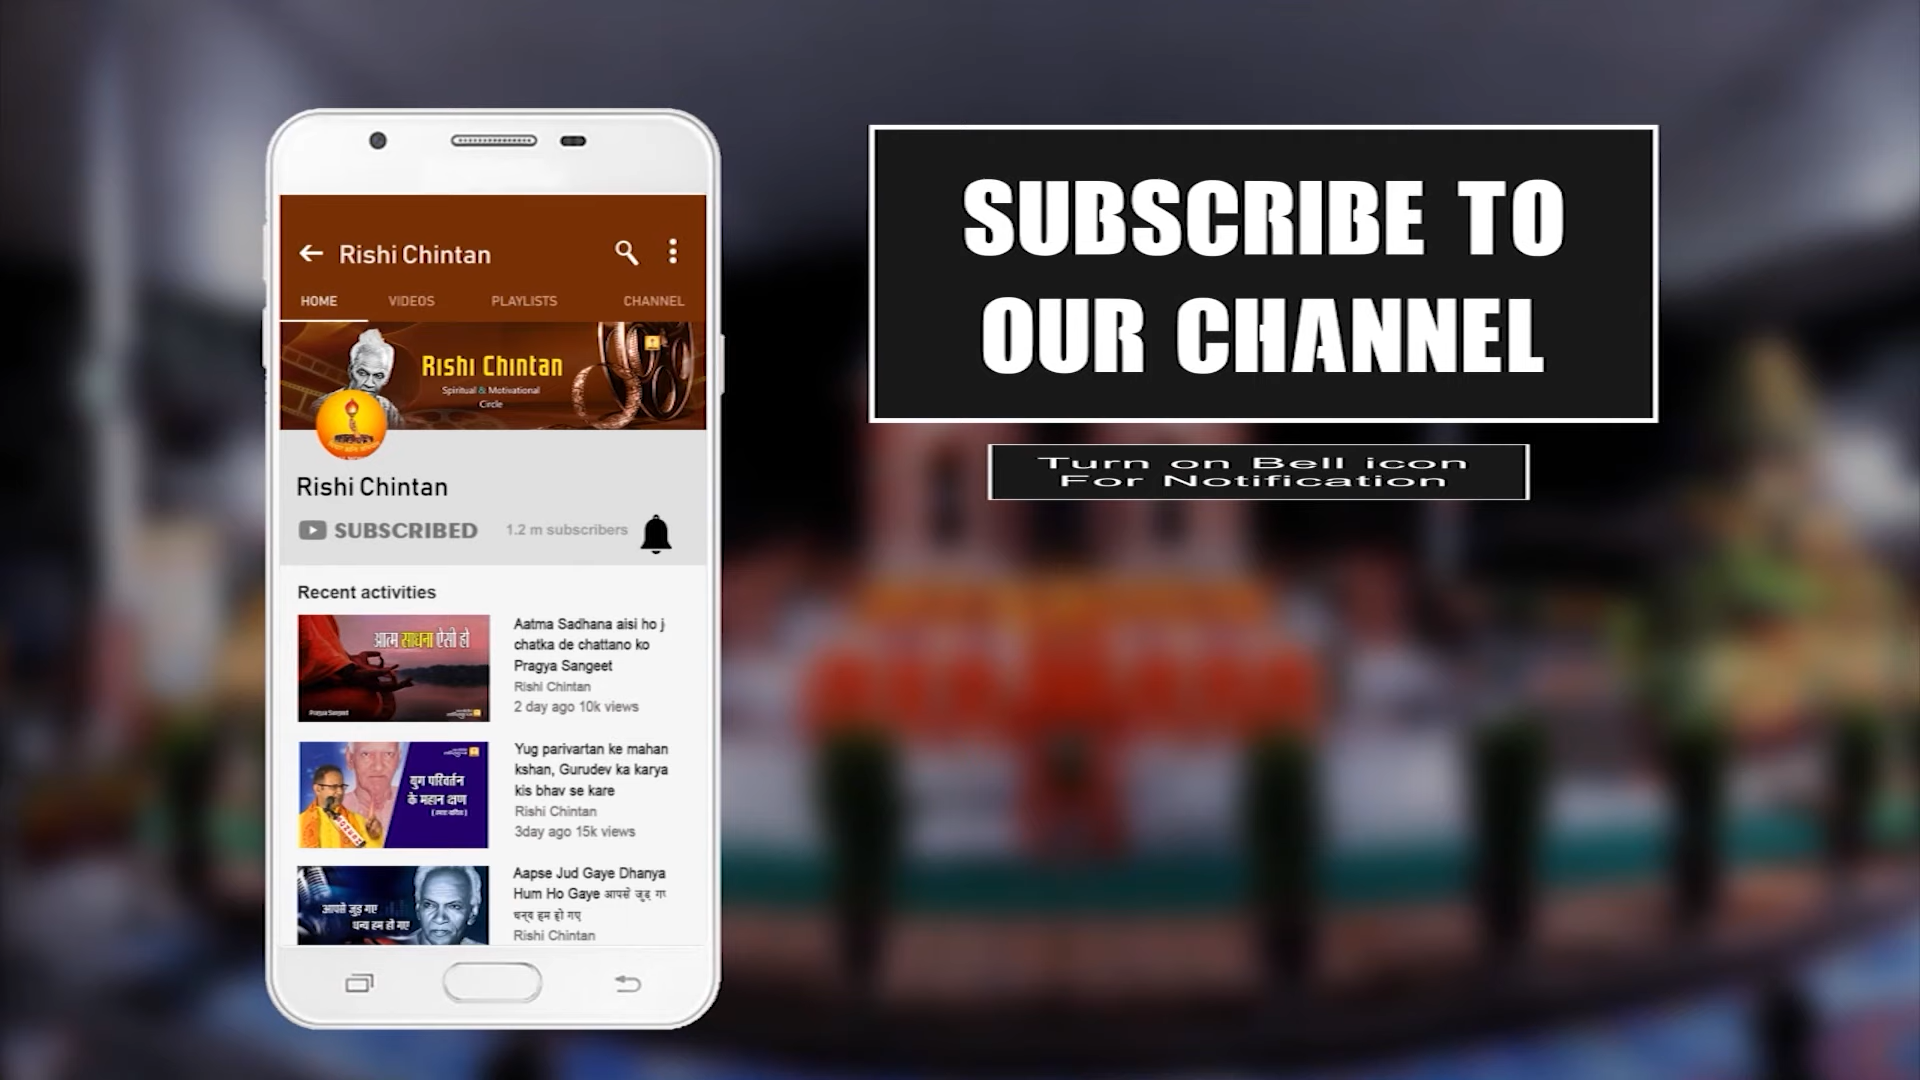 Rishi Chintan
HOME VIDEOS PLAYLISTS CHANNEL
Rishi Chintan
Spiritual & Motivational
Circle
Rishi Chintan
SUBSCRIBED 1.2 m subscribers
Recent activities
आत्म साधना ऐसी हो
Pragya Sangeet
Aatma Sadhana aisi ho j
chatka de chattano ko
Pragya Sangeet
Rishi Chintan
2 day ago 10k views
युग परिवर्तन
के महान क्षण
Yug parivartan ke mahan
kshan, Gurudev ka karya
kis bhav se kare
Rishi Chintan
3day ago 15k views
आपसे जुड़ गए
धन्य हम हो गए
Aapse Jud Gaye Dhanya
Hum Ho Gaye आपसे जुड़
धन्य हम हो गए
Rishi Chintan
SUBSCRIBE TO
OUR CHANNEL
Turn on Bell icon
For Notification